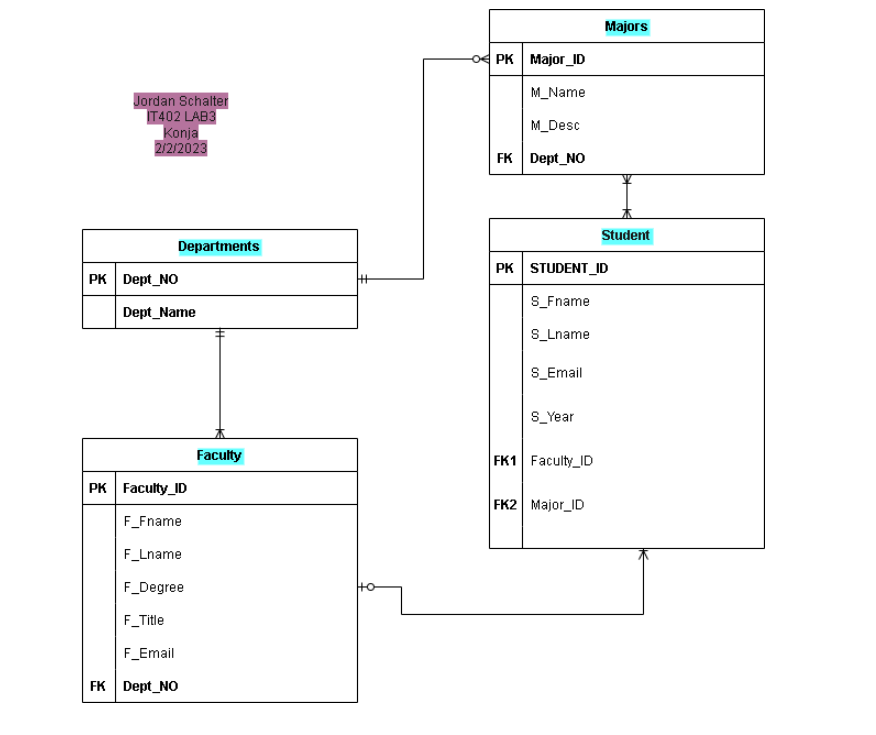 Majors
PK Major_ID
M_Name
M_Desc
FK Dept_NO
Jordan Schalter
IT402 LAB3
Konja
2/2/2023
Departments
PK Dept_NO
Dept_Name
Student
PK STUDENT_ID
S_Fname
S_Lname
S_Email
S_Year
FK1 Faculty_ID
FK2 Major_ID
Faculty
PK Faculty_ID
F_Fname
F_Lname
F_Degree
F_Title
F_Email
FK Dept_NO